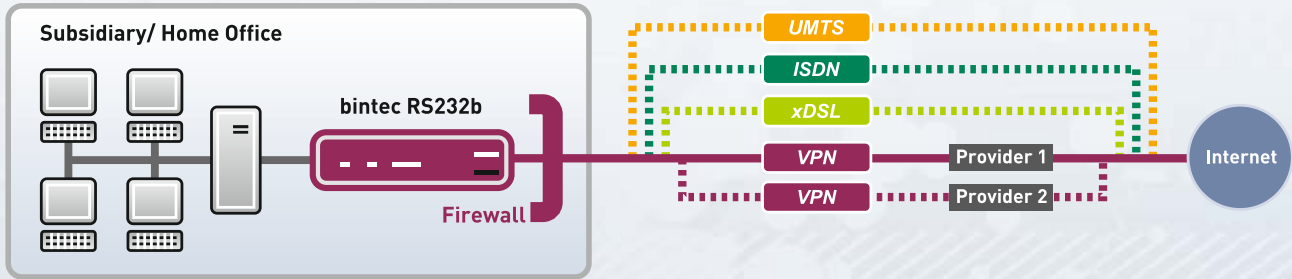 Subsidiary/ Home Office
bintec RS232b
Firewall
UMTS
ISDN
xDSL
VPN
Provider 1
VPN
Provider 2
Internet